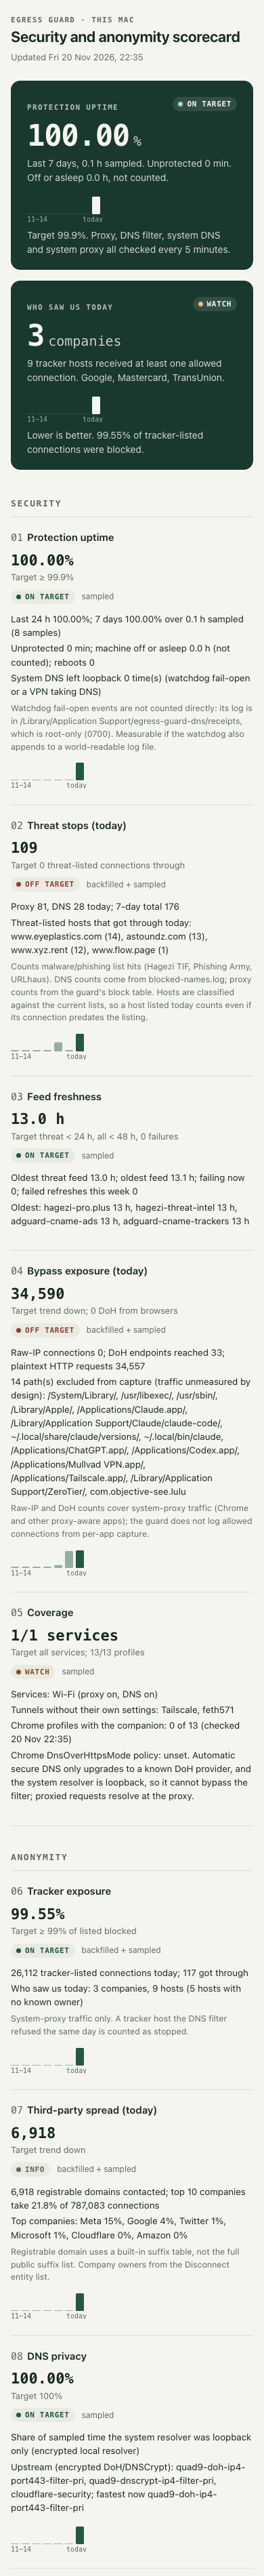 EGRESS GUARD · THIS MAC
Security and anonymity scorecard
Updated Fri 20 Nov 2026, 22:35
PROTECTION UPTIME
ON TARGET
100.00 %
Last 7 days, 0.1 h sampled. Unprotected 0 min.
Off or asleep 0.0 h, not counted.
11–14 today
Target 99.9%. Proxy, DNS filter, system DNS
and system proxy all checked every 5 minutes.
WHO SAW US TODAY
WATCH
3 companies
9 tracker hosts received at least one allowed
connection. Google, Mastercard, TransUnion.
11–14 today
Lower is better. 99.55% of tracker-listed
connections were blocked.
SECURITY
01 Protection uptime
100.00%
Target ≥ 99.9%
ON TARGET sampled
Last 24 h 100.00%; 7 days 100.00% over 0.1 h sampled
(8 samples)
Unprotected 0 min; machine off or asleep 0.0 h (not
counted); reboots 0
System DNS left loopback 0 time(s) (watchdog fail-open
or a VPN taking DNS)
Watchdog fail-open events are not counted directly: its log is
in /Library/Application Support/egress-guard-dns/receipts,
which is root-only (0700). Measurable if the watchdog also
appends to a world-readable log file.
11–14 today
02 Threat stops (today)
109
Target 0 threat-listed connections through
OFF TARGET backfilled + sampled
Proxy 81, DNS 28 today; 7-day total 176
Threat-listed hosts that got through today:
www.eyeplastics.com (14), astoundz.com (13),
www.xyz.rent (12), www.flow.page (1)
Counts malware/phishing list hits (Hagezi TIF, Phishing Army,
URLhaus). DNS counts come from blocked-names.log; proxy
counts from the guard's block table. Hosts are classified
against the current lists, so a host listed today counts even if
its connection predates the listing.
11–14 today
03 Feed freshness
13.0 h
Target threat < 24 h, all < 48 h, 0 failures
ON TARGET sampled
Oldest threat feed 13.0 h; oldest feed 13.1 h; failing now
0; failed refreshes this week 0
Oldest: hagezi-pro.plus 13 h, hagezi-threat-intel 13 h,
adguard-cname-ads 13 h, adguard-cname-trackers 13 h
04 Bypass exposure (today)
34,590
Target trend down; 0 DoH from browsers
OFF TARGET backfilled + sampled
Raw-IP connections 0; DoH endpoints reached 33;
plaintext HTTP requests 34,557
14 path(s) excluded from capture (traffic unmeasured by
design): /System/Library/, /usr/libexec/, /usr/sbin/,
/Library/Apple/, /Applications/Claude.app/,
/Library/Application Support/Claude/claude-code/,
~/.local/share/claude/versions/, ~/.local/bin/claude,
/Applications/ChatGPT.app/, /Applications/Codex.app/,
/Applications/Mullvad VPN.app/,
/Applications/Tailscale.app/, /Library/Application
Support/ZeroTier/, com.objective-see.lulu
Raw-IP and DoH counts cover system-proxy traffic (Chrome
and other proxy-aware apps); the guard does not log allowed
connections from per-app capture.
11–14 today
05 Coverage
1/1 services
Target all services; 13/13 profiles
WATCH sampled
Services: Wi-Fi (proxy on, DNS on)
Tunnels without their own settings: Tailscale, feth571
Chrome profiles with the companion: 0 of 13 (checked
20 Nov 22:35)
Chrome DnsOverHttpsMode policy: unset. Automatic
secure DNS only upgrades to a known DoH provider, and
the system resolver is loopback, so it cannot bypass the
filter; proxied requests resolve at the proxy.
ANONYMITY
06 Tracker exposure
99.55%
Target ≥ 99% of listed blocked
ON TARGET backfilled + sampled
26,112 tracker-listed connections today; 117 got through
Who saw us today: 3 companies, 9 hosts (5 hosts with
no known owner)
System-proxy traffic only. A tracker host the DNS filter
refused the same day is counted as stopped.
11–14 today
07 Third-party spread (today)
6,918
Target trend down
INFO backfilled + sampled
6,918 registrable domains contacted; top 10 companies
take 21.8% of 787,083 connections
Top companies: Meta 15%, Google 4%, Twitter 1%,
Microsoft 1%, Cloudflare 0%, Amazon 0%
Registrable domain uses a built-in suffix table, not the full
public suffix list. Company owners from the Disconnect
entity list.
11–14 today
08 DNS privacy
100.00%
Target 100%
ON TARGET sampled
Share of sampled time the system resolver was loopback
only (encrypted local resolver)
Upstream (encrypted DoH/DNSCrypt): quad9-doh-ip4-
port443-filter-pri, quad9-dnscrypt-ip4-filter-pri,
cloudflare-security; fastest now quad9-doh-ip4-
port443-filter-pri
11–14 today